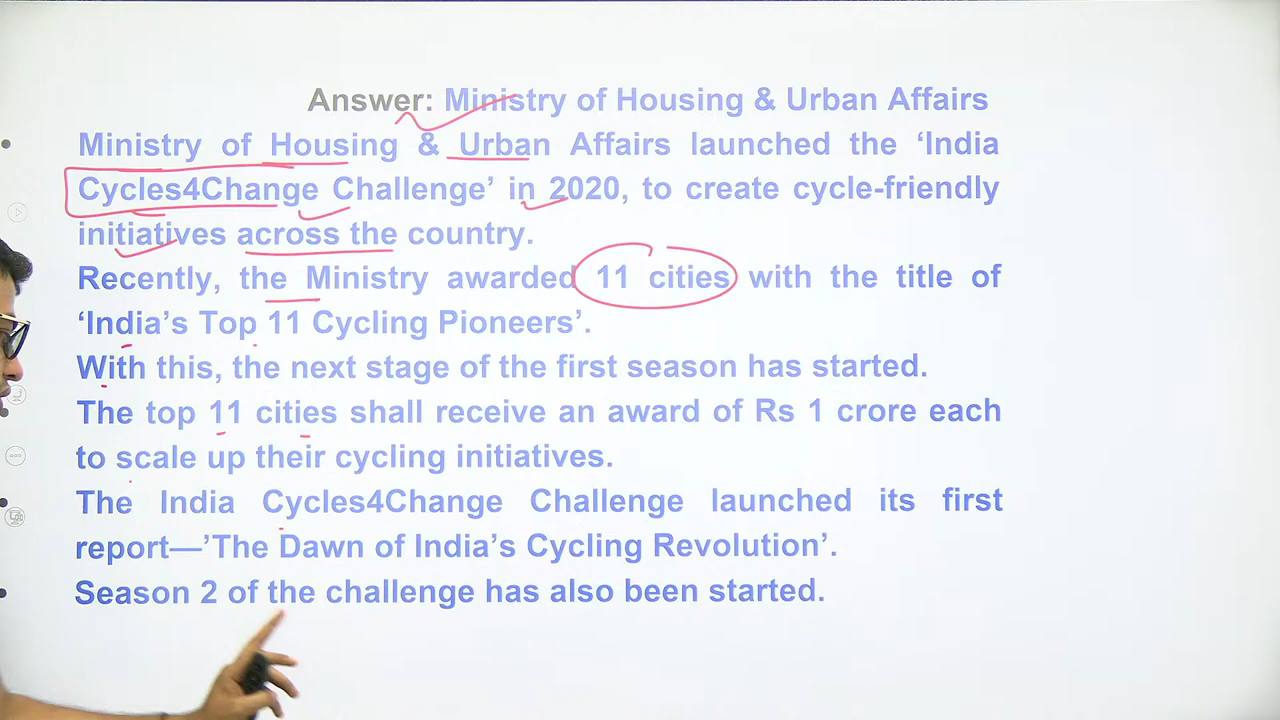 Answer: Ministry of Housing & Urban Affairs
Ministry of Housing & Urban Affairs launched the ‘India
Cycles4Change Challenge’ in 2020, to create cycle-friendly
initiatives across the country.
Recently, the Ministry awarded 11 cities with the title of
‘India’s Top 11 Cycling Pioneers’.
With this, the next stage of the first season has started.
The top 11 cities shall receive an award of Rs 1 crore each
to scale up their cycling initiatives.
The India Cycles4Change Challenge launched its first
report—’The Dawn of India’s Cycling Revolution’.
Season 2 of the challenge has also been started.